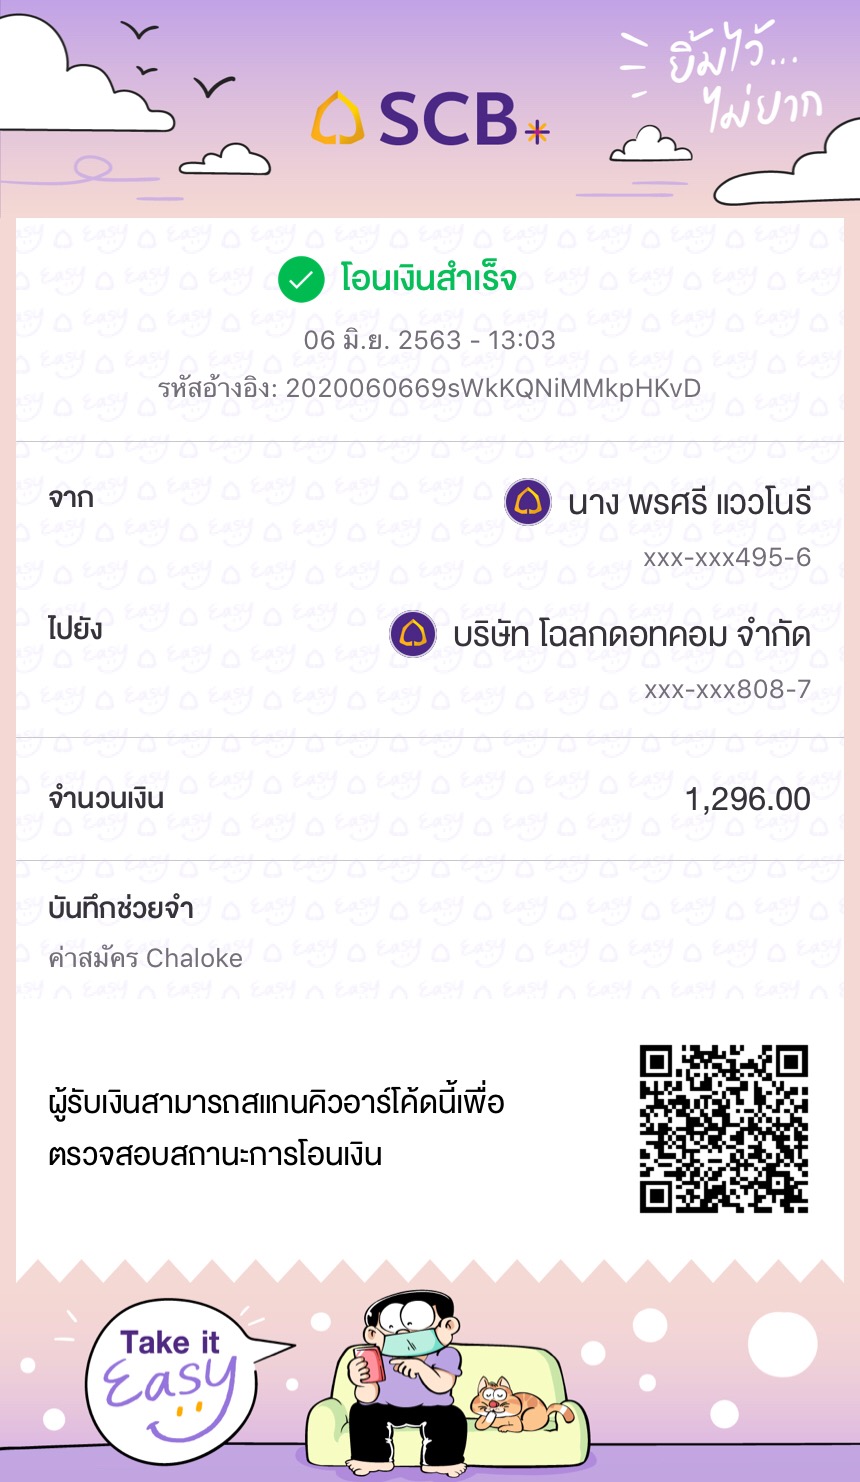 ยิ้มไว้...
ไม่ยาก
SCB
โอนเงินสำเร็จ
06 มิ.ย. 2563 - 13:03
รหัสอ้างอิง: 2020060669sWkKQNiMMkpHKvD
จาก
นาง พรศรี แววโนรี
xxx-xxx495-6
ไปยัง
บริษัท โฉลกดอทคอม จำกัด
xxx-xxx808-7
จำนวนเงิน
1,296.00
บันทึกช่วยจำ
ค่าสมัคร Chaloke
ผู้รับเงินสามารถสแกนคิวอาร์โค้ดนี้เพื่อ
ตรวจสอบสถานะการโอนเงิน
Take it
Easy